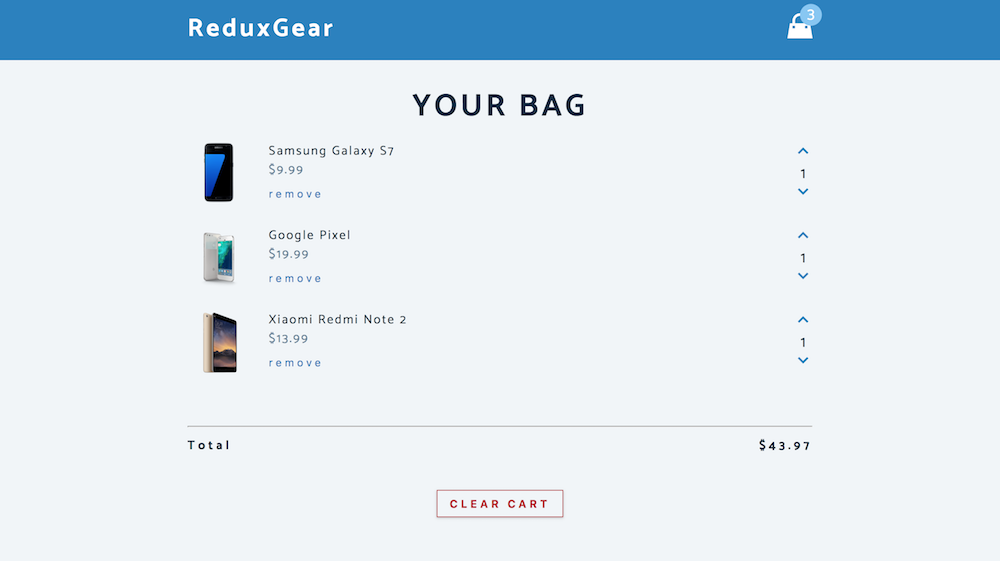 ReduxGear
3
YOUR BAG
Samsung Galaxy S7
$9.99
remove
1
Google Pixel
$19.99
remove
1
Xiaomi Redmi Note 2
$13.99
remove
1
Total $43.97
CLEAR CART